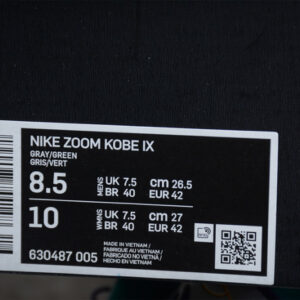 NIKE ZOOM KOBE IX
GRAY/GREEN
GRIS/VERT
8.5 MENS UK 7.5 cm 26.5
BR 40 EUR 42
10 WMNS UK 7.5 cm 27
BR 40 EUR 42
630487 005
MADE IN VIETNAM /
FABRIQUÉ AU VIETNAM /
FABRICADO NO VIETNÃ /
HECHO EN VIETNAM